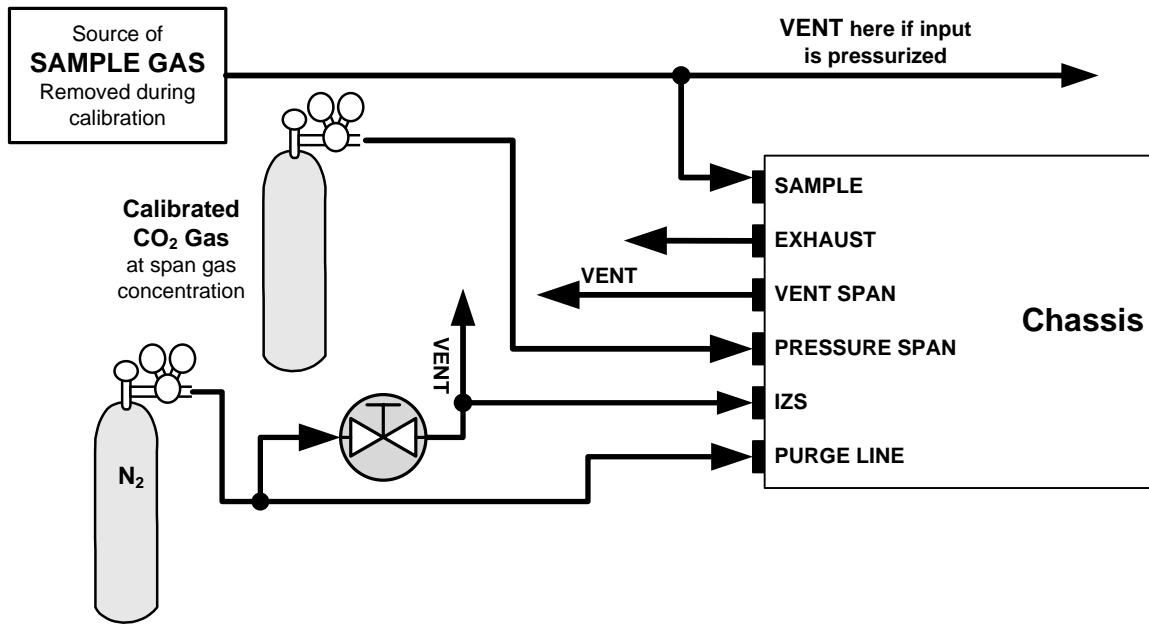 Source of
SAMPLE GAS
Removed during
calibration
VENT here if input
is pressurized
Calibrated
CO₂ Gas
at span gas
concentration
SAMPLE
EXHAUST
VENT
VENT SPAN
Chassis
PRESSURE SPAN
VENT
IZS
PURGE LINE
N₂